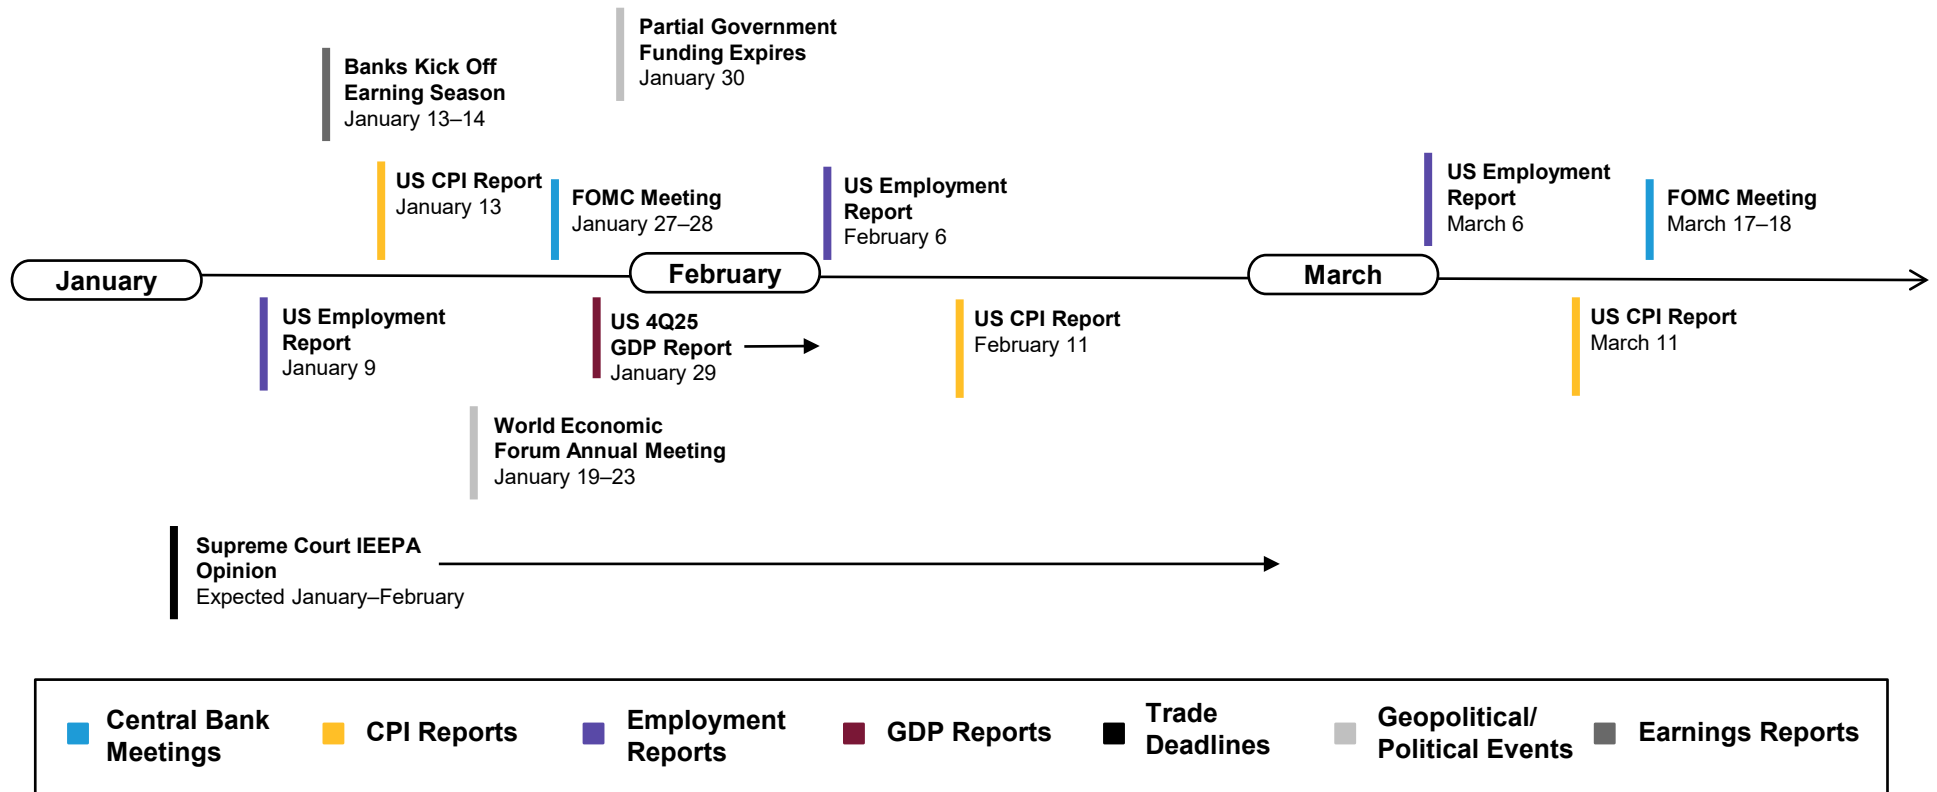 Partial Government
Funding Expires
January 30
Banks Kick Off
Earning Season
January 13–14
US CPI Report
January 13
FOMC Meeting
January 27–28
US Employment
Report
February 6
US Employment
Report
March 6
FOMC Meeting
March 17–18
January
February
March
US Employment
Report
January 9
US 4Q25
GDP Report
January 29
US CPI Report
February 11
US CPI Report
March 11
World Economic
Forum Annual Meeting
January 19–23
Supreme Court IEEPA
Opinion
Expected January–February
Central Bank
Meetings
CPI Reports
Employment
Reports
GDP Reports
Trade
Deadlines
Geopolitical/
Political Events
Earnings Reports